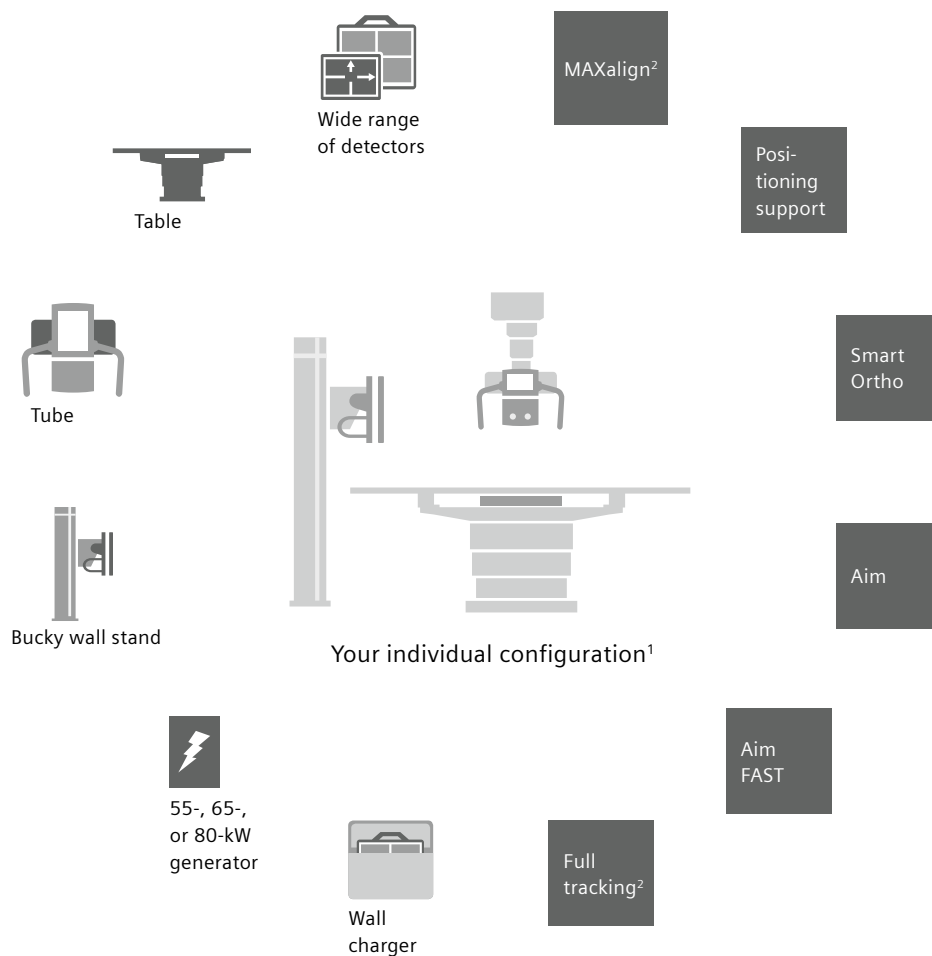 MAXalign²
Wide range
of detectors
Posi-
tioning
support
Table
Smart
Ortho
Tube
Aim
Bucky wall stand
Your individual configuration¹
Aim
FAST
55-, 65-,
or 80-kW
generator
Full
tracking²
Wall
charger